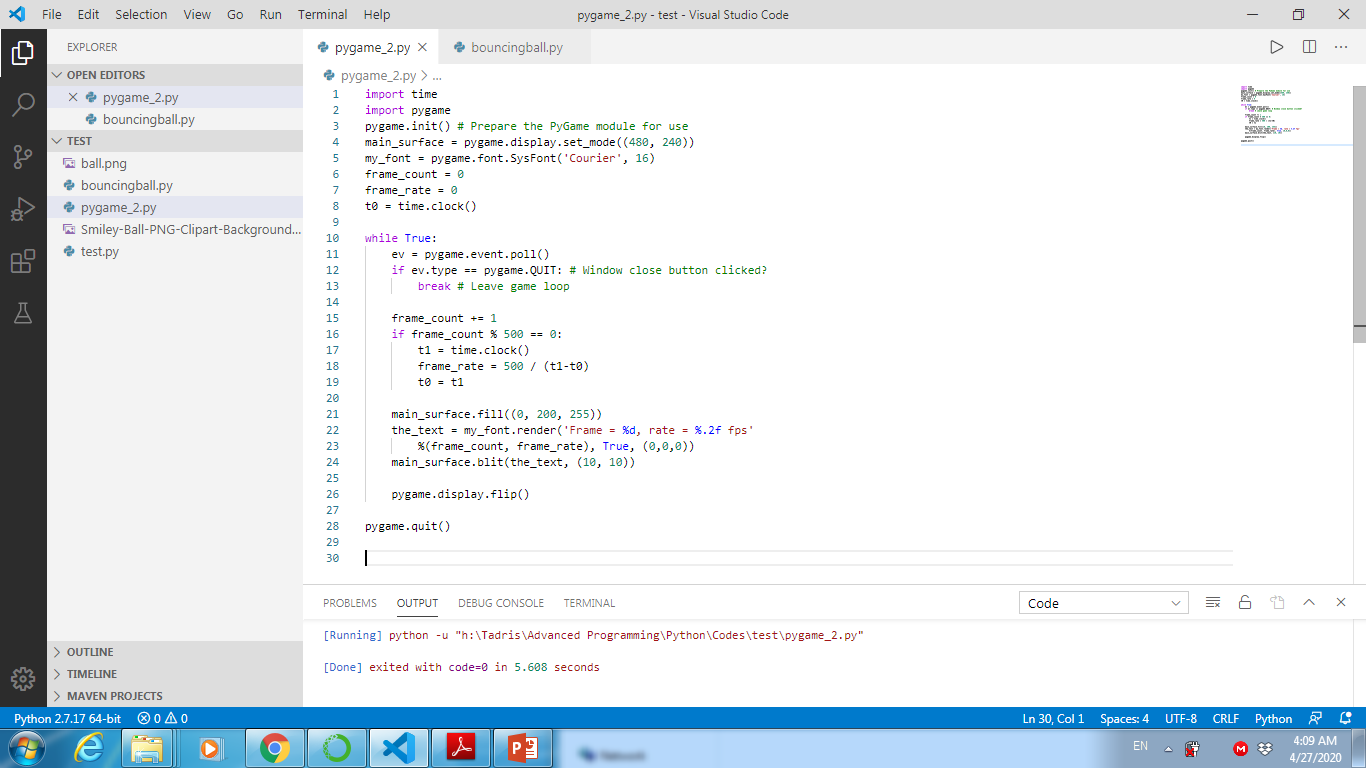 File Edit Selection View Go Run Terminal Help pygame_2.py - test - Visual Studio Code
EXPLORER
OPEN EDITORS
pygame_2.py
bouncingball.py
TEST
ball.png
bouncingball.py
pygame_2.py
Smiley-Ball-PNG-Clipart-Background...
test.py
OUTLINE
TIMELINE
MAVEN PROJECTS
pygame_2.py bouncingball.py
pygame_2.py > ...
1 import time
2 import pygame
3 pygame.init() # Prepare the PyGame module for use
4 main_surface = pygame.display.set_mode((480, 240))
5 my_font = pygame.font.SysFont('Courier', 16)
6 frame_count = 0
7 frame_rate = 0
8 t0 = time.clock()
9
10 while True:
11     ev = pygame.event.poll()
12     if ev.type == pygame.QUIT: # Window close button clicked?
13         break # Leave game loop
14
15     frame_count += 1
16     if frame_count % 500 == 0:
17         t1 = time.clock()
18         frame_rate = 500 / (t1-t0)
19         t0 = t1
20
21     main_surface.fill((0, 200, 255))
22     the_text = my_font.render('Frame = %d, rate = %.2f fps'
23         %(frame_count, frame_rate), True, (0,0,0))
24     main_surface.blit(the_text, (10, 10))
25
26     pygame.display.flip()
27
28 pygame.quit()
29
30
PROBLEMS OUTPUT DEBUG CONSOLE TERMINAL Code
[Running] python -u "h:\Tadris\Advanced Programming\Python\Codes\test\pygame_2.py"
[Done] exited with code=0 in 5.608 seconds
Python 2.7.17 64-bit 0 0 Ln 30, Col 1 Spaces: 4 UTF-8 CRLF Python
EN 4:09 AM
4/27/2020